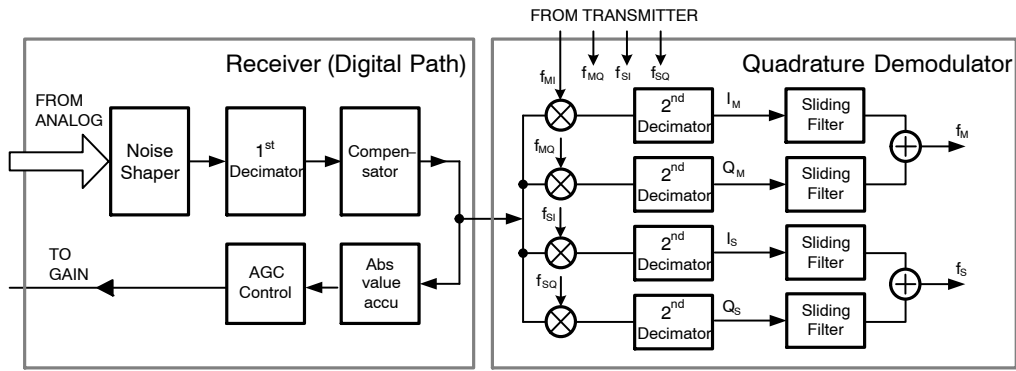 FROM TRANSMITTER
Receiver (Digital Path)
Quadrature Demodulator
FROM
ANALOG
Noise
Shaper
1st
Decimator
Compen–
sator
TO
GAIN
AGC
Control
Abs
value
accu
fMI
fMQ
fSI
fSQ
2nd
Decimator
IM
Sliding
Filter
fM
fMQ
2nd
Decimator
QM
Sliding
Filter
fSI
2nd
Decimator
IS
Sliding
Filter
fS
fSQ
2nd
Decimator
QS
Sliding
Filter